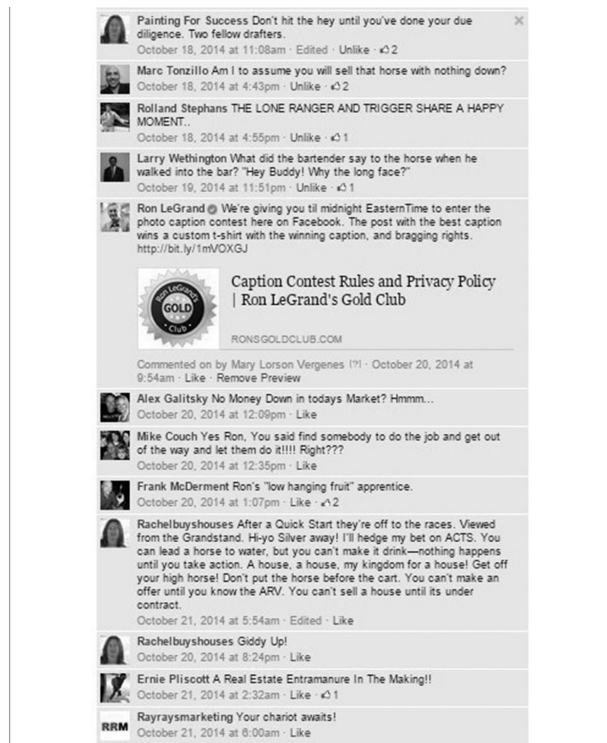 Painting For Success Don't hit the hey until you've done your due
diligence. Two fellow drafters.
October 18, 2014 at 11:08am · Edited · Unlike · 2
Marc Tonzillo Am I to assume you will sell that horse with nothing down?
October 18, 2014 at 4:43pm · Unlike · 2
Rolland Stephans THE LONE RANGER AND TRIGGER SHARE A HAPPY
MOMENT..
October 18, 2014 at 4:55pm · Unlike · 1
Larry Wethington What did the bartender say to the horse when he
walked into the bar? "Hey Buddy! Why the long face?"
October 19, 2014 at 11:51pm · Unlike · 1
Ron LeGrand We're giving you til midnight EasternTime to enter the
photo caption contest here on Facebook. The post with the best caption
wins a custom t-shirt with the winning caption, and bragging rights.
http://bit.ly/1mVOXGJ
Ron LeGrand's
GOLD
Club
Caption Contest Rules and Privacy Policy
| Ron LeGrand's Gold Club
RONSGOLDCLUB.COM
Commented on by Mary Lorson Vergenes [?] · October 20, 2014 at
9:54am · Like · Remove Preview
Alex Galitsky No Money Down in todays Market? Hmmm...
October 20, 2014 at 12:09pm · Like
Mike Couch Yes Ron, You said find somebody to do the job and get out
of the way and let them do it!!!! Right???
October 20, 2014 at 12:35pm · Like
Frank McDerment Ron's "low hanging fruit" apprentice.
October 20, 2014 at 1:07pm · Like · 2
Rachelbuyshouses After a Quick Start they're off to the races. Viewed
from the Grandstand. Hi-yo Silver away! I'll hedge my bet on ACTS. You
can lead a horse to water, but you can't make it drink—nothing happens
until you take action. A house, a house, my kingdom for a house! Get off
your high horse! Don't put the horse before the cart. You can't make an
offer until you know the ARV. You can't sell a house until its under
contract.
October 21, 2014 at 5:54am · Edited · Like
Rachelbuyshouses Giddy Up!
October 20, 2014 at 8:24pm · Like
Ernie Pliscott A Real Estate Entramanure In The Making!!
October 21, 2014 at 2:32am · Like · 1
RRM
Rayraysmarketing Your chariot awaits!
October 21, 2014 at 6:00am · Like